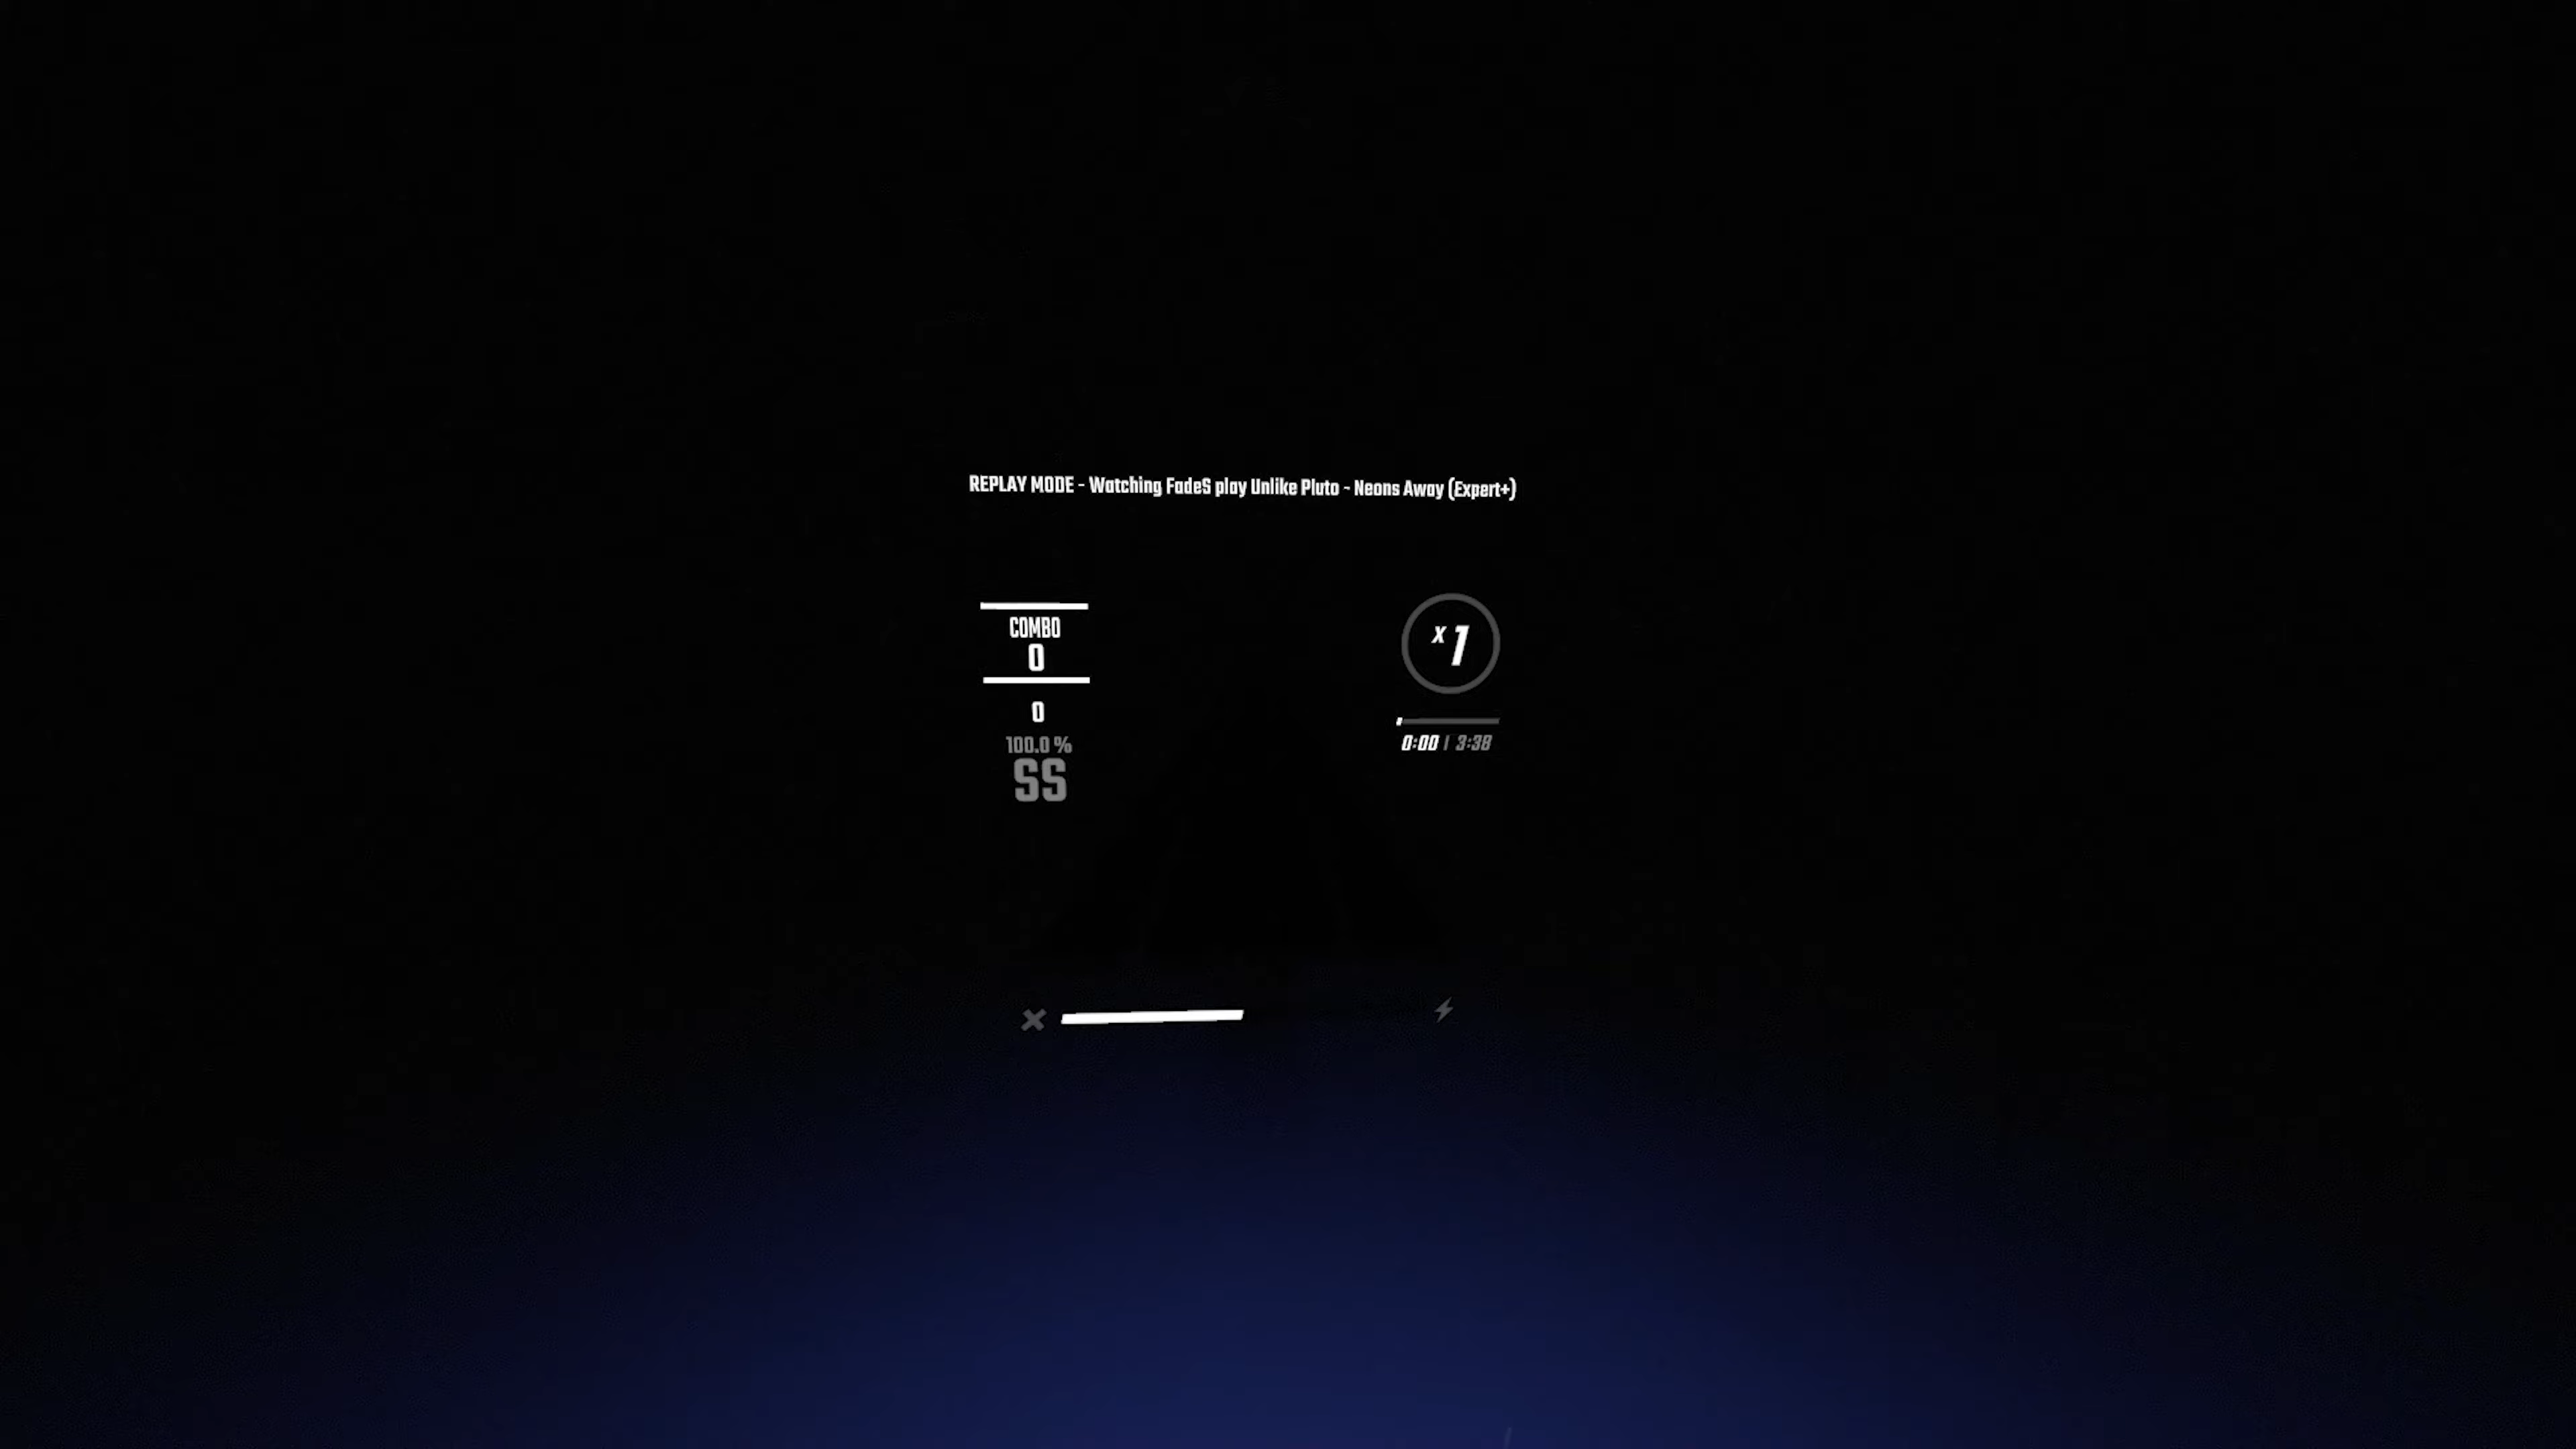 REPLAY MODE - Watching FadeS play Unlike Pluto - Neons Away (Expert+)
COMBO
0
0
100.0 %
SS
x1
0:00 | 3:38